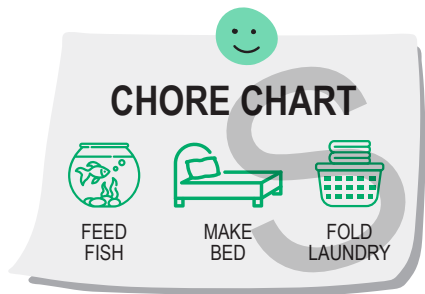 CHORE CHART
S
FEED
FISH
MAKE
BED
FOLD
LAUNDRY